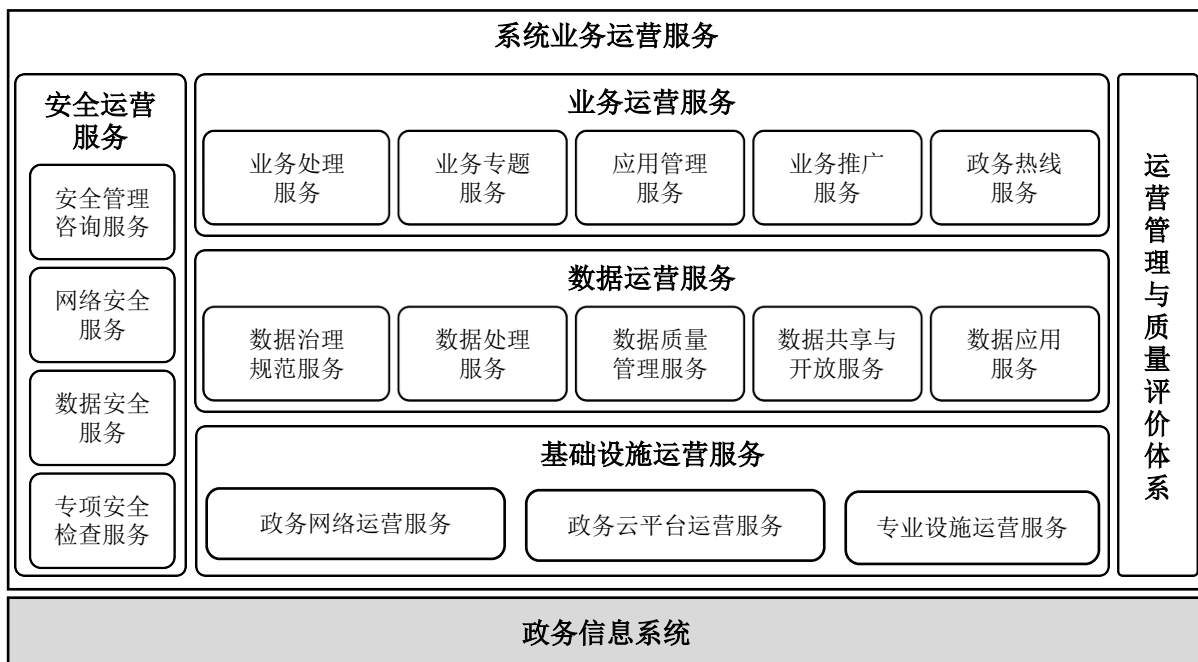 系统业务运营服务
安全运营
服务
安全管理
咨询服务
网络安全
服务
数据安全
服务
专项安全
检查服务
业务运营服务
业务处理
服务
业务专题
服务
应用管理
服务
业务推广
服务
政务热线
服务
数据运营服务
数据治理
规范服务
数据处理
服务
数据质量
管理服务
数据共享与
开放服务
数据应用
服务
基础设施运营服务
政务网络运营服务
政务云平台运营服务
专业设施运营服务
运营管理与质量评价体系
政务信息系统